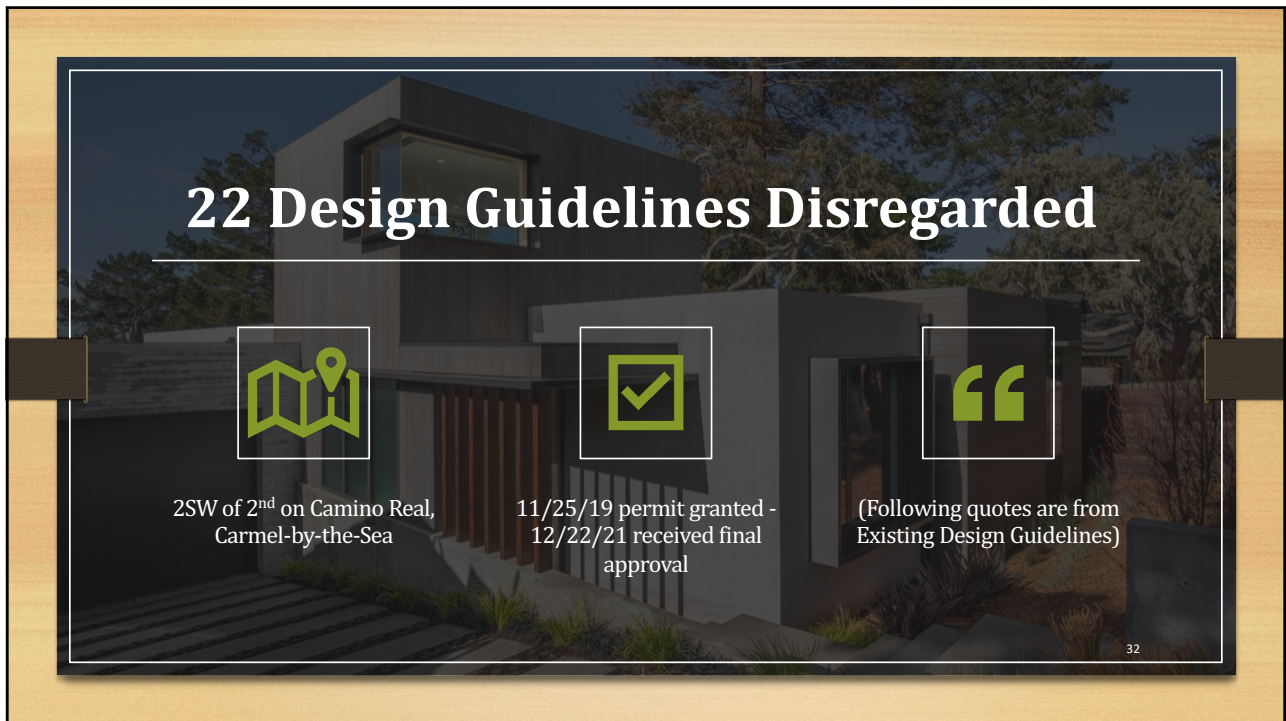 22 Design Guidelines Disregarded
2SW of 2nd on Camino Real,
Carmel-by-the-Sea
11/25/19 permit granted -
12/22/21 received final
approval
(Following quotes are from
Existing Design Guidelines)
32